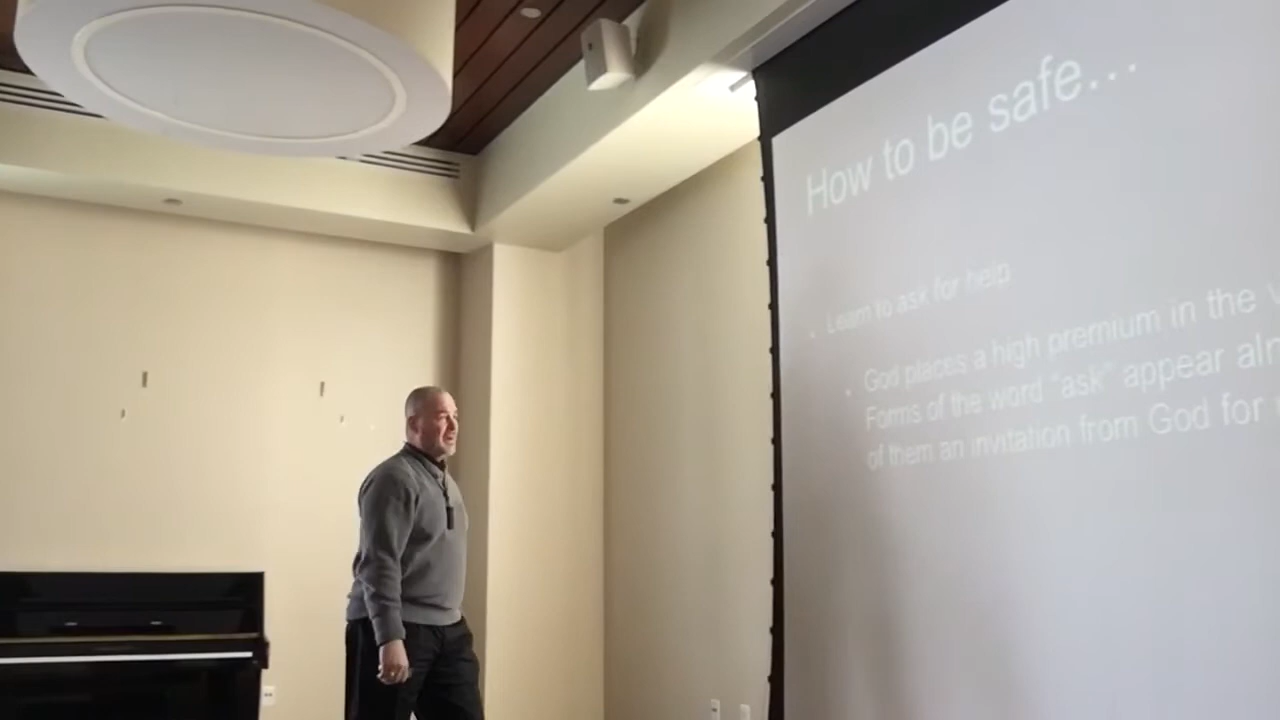 How to be safe...
Learn to ask for help
God places a high premium in the
Forms of the word "ask" appear
of them an invitation from God for